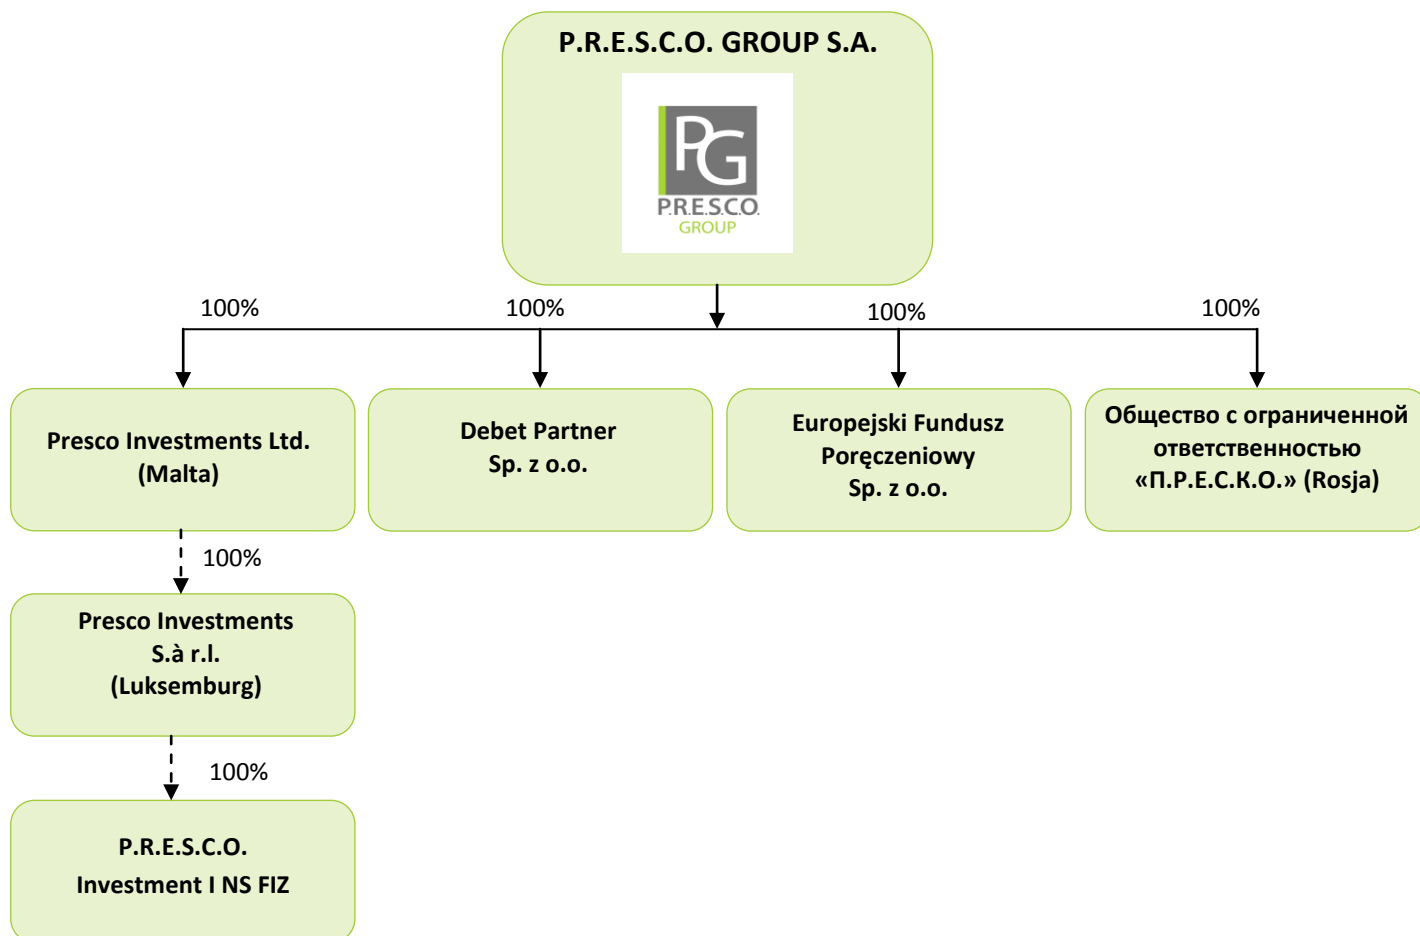 P.R.E.S.C.O. GROUP S.A.
PG
P.R.E.S.C.O.
GROUP
100%
100%
100%
100%
Presco Investments Ltd.
(Malta)
Debet Partner
Sp. z o.o.
Europejski Fundusz
Poręczeniowy
Sp. z o.o.
Общество с ограниченной
ответственностью
«П.Р.Е.С.К.О.» (Rosja)
100%
Presco Investments
S.à r.l.
(Luksemburg)
100%
P.R.E.S.C.O.
Investment I NS FIZ